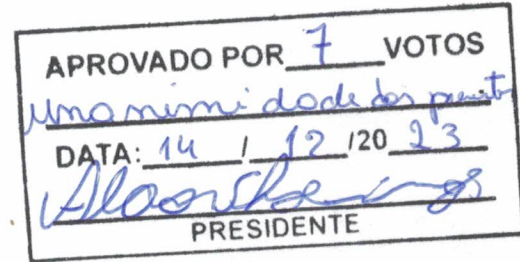 APROVADO POR 7 VOTOS
Unanimidade dos
DATA: 14 / 12 /20 23
PRESIDENTE